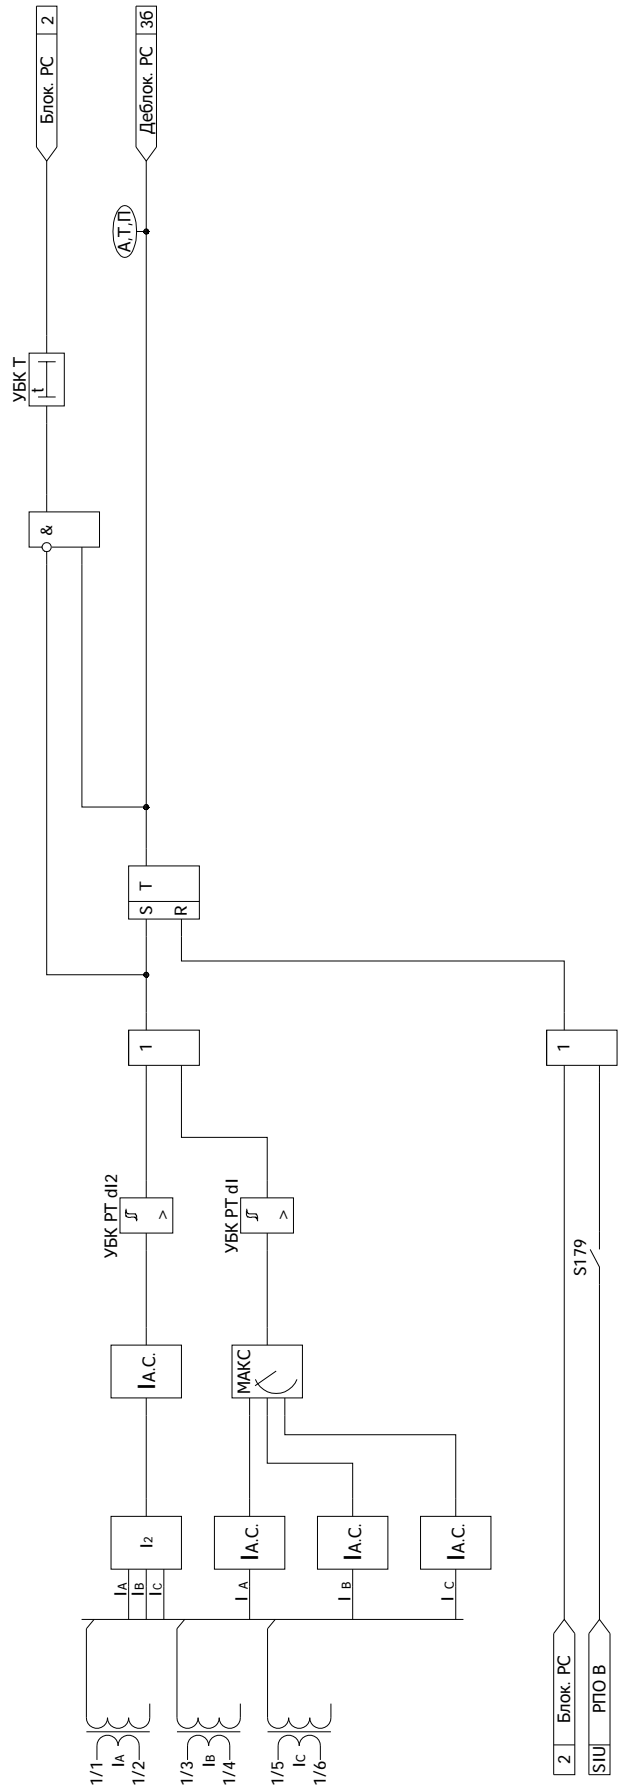 1/1
IA
1/2
1/3
IB
1/4
1/5
IC
1/6
IA
IB
IC
I2
IА.С.
УБК РТ dI2
>
I A
IА.С.
I B
IА.С.
I C
IА.С.
МАКС
УБК РТ dI
>
1
S T
R
&
УБК Т
t
Блок. РС 2
А,Т,П
Деблок. РС 36
2 Блок. РС
SIU РПО В
S179
1